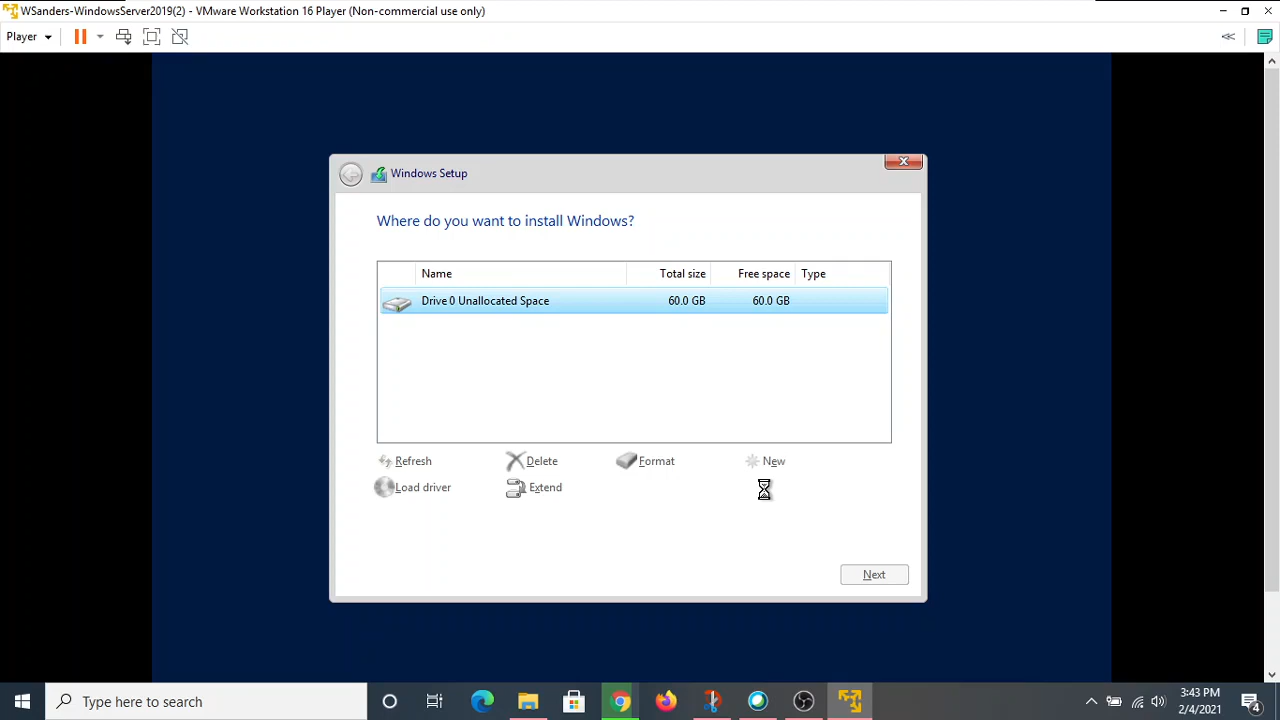 WSanders-WindowsServer2019(2) - VMware Workstation 16 Player (Non-commercial use only)
Player
Windows Setup
Where do you want to install Windows?
Name Total size Free space Type
Drive 0 Unallocated Space 60.0 GB 60.0 GB
Refresh Delete Format New
Load driver Extend
Next
Type here to search
3:43 PM
2/4/2021
4